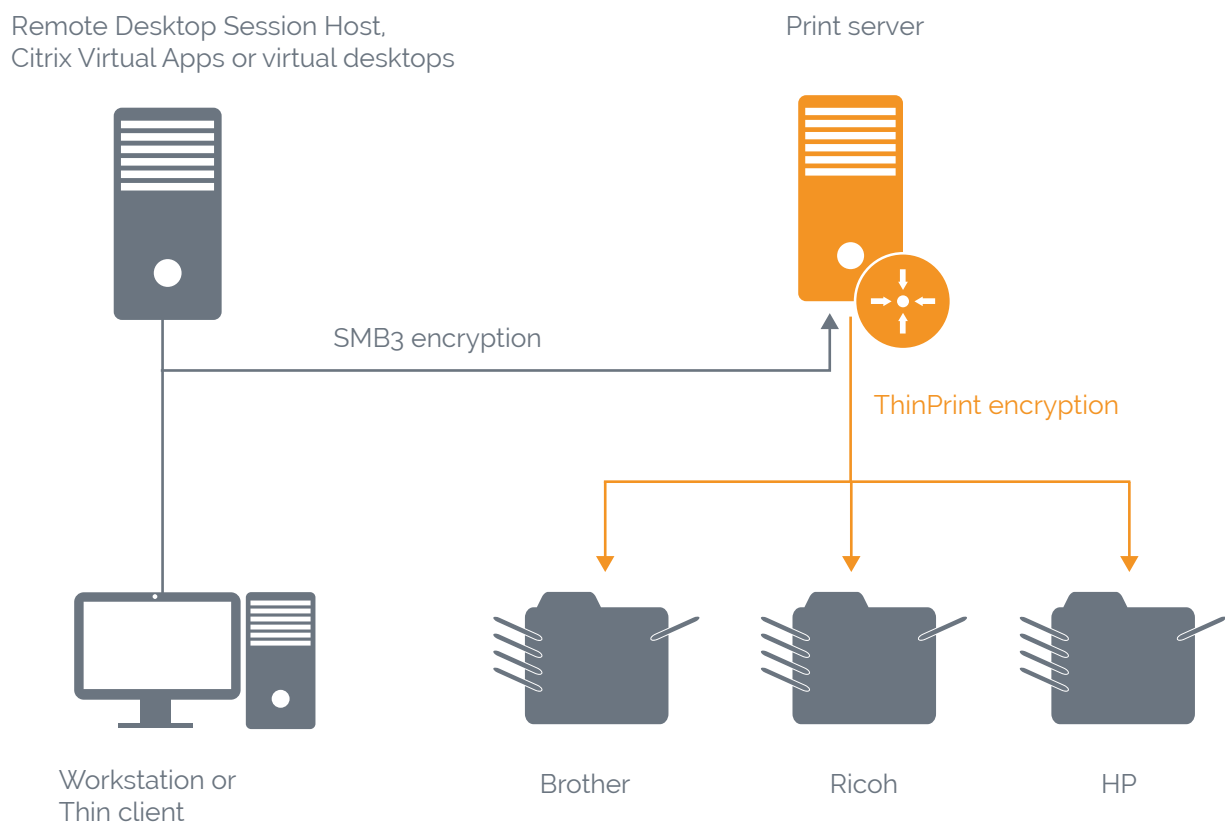 Remote Desktop Session Host,
Citrix Virtual Apps or virtual desktops
Print server
SMB3 encryption
ThinPrint encryption
Workstation or
Thin client
Brother
Ricoh
HP